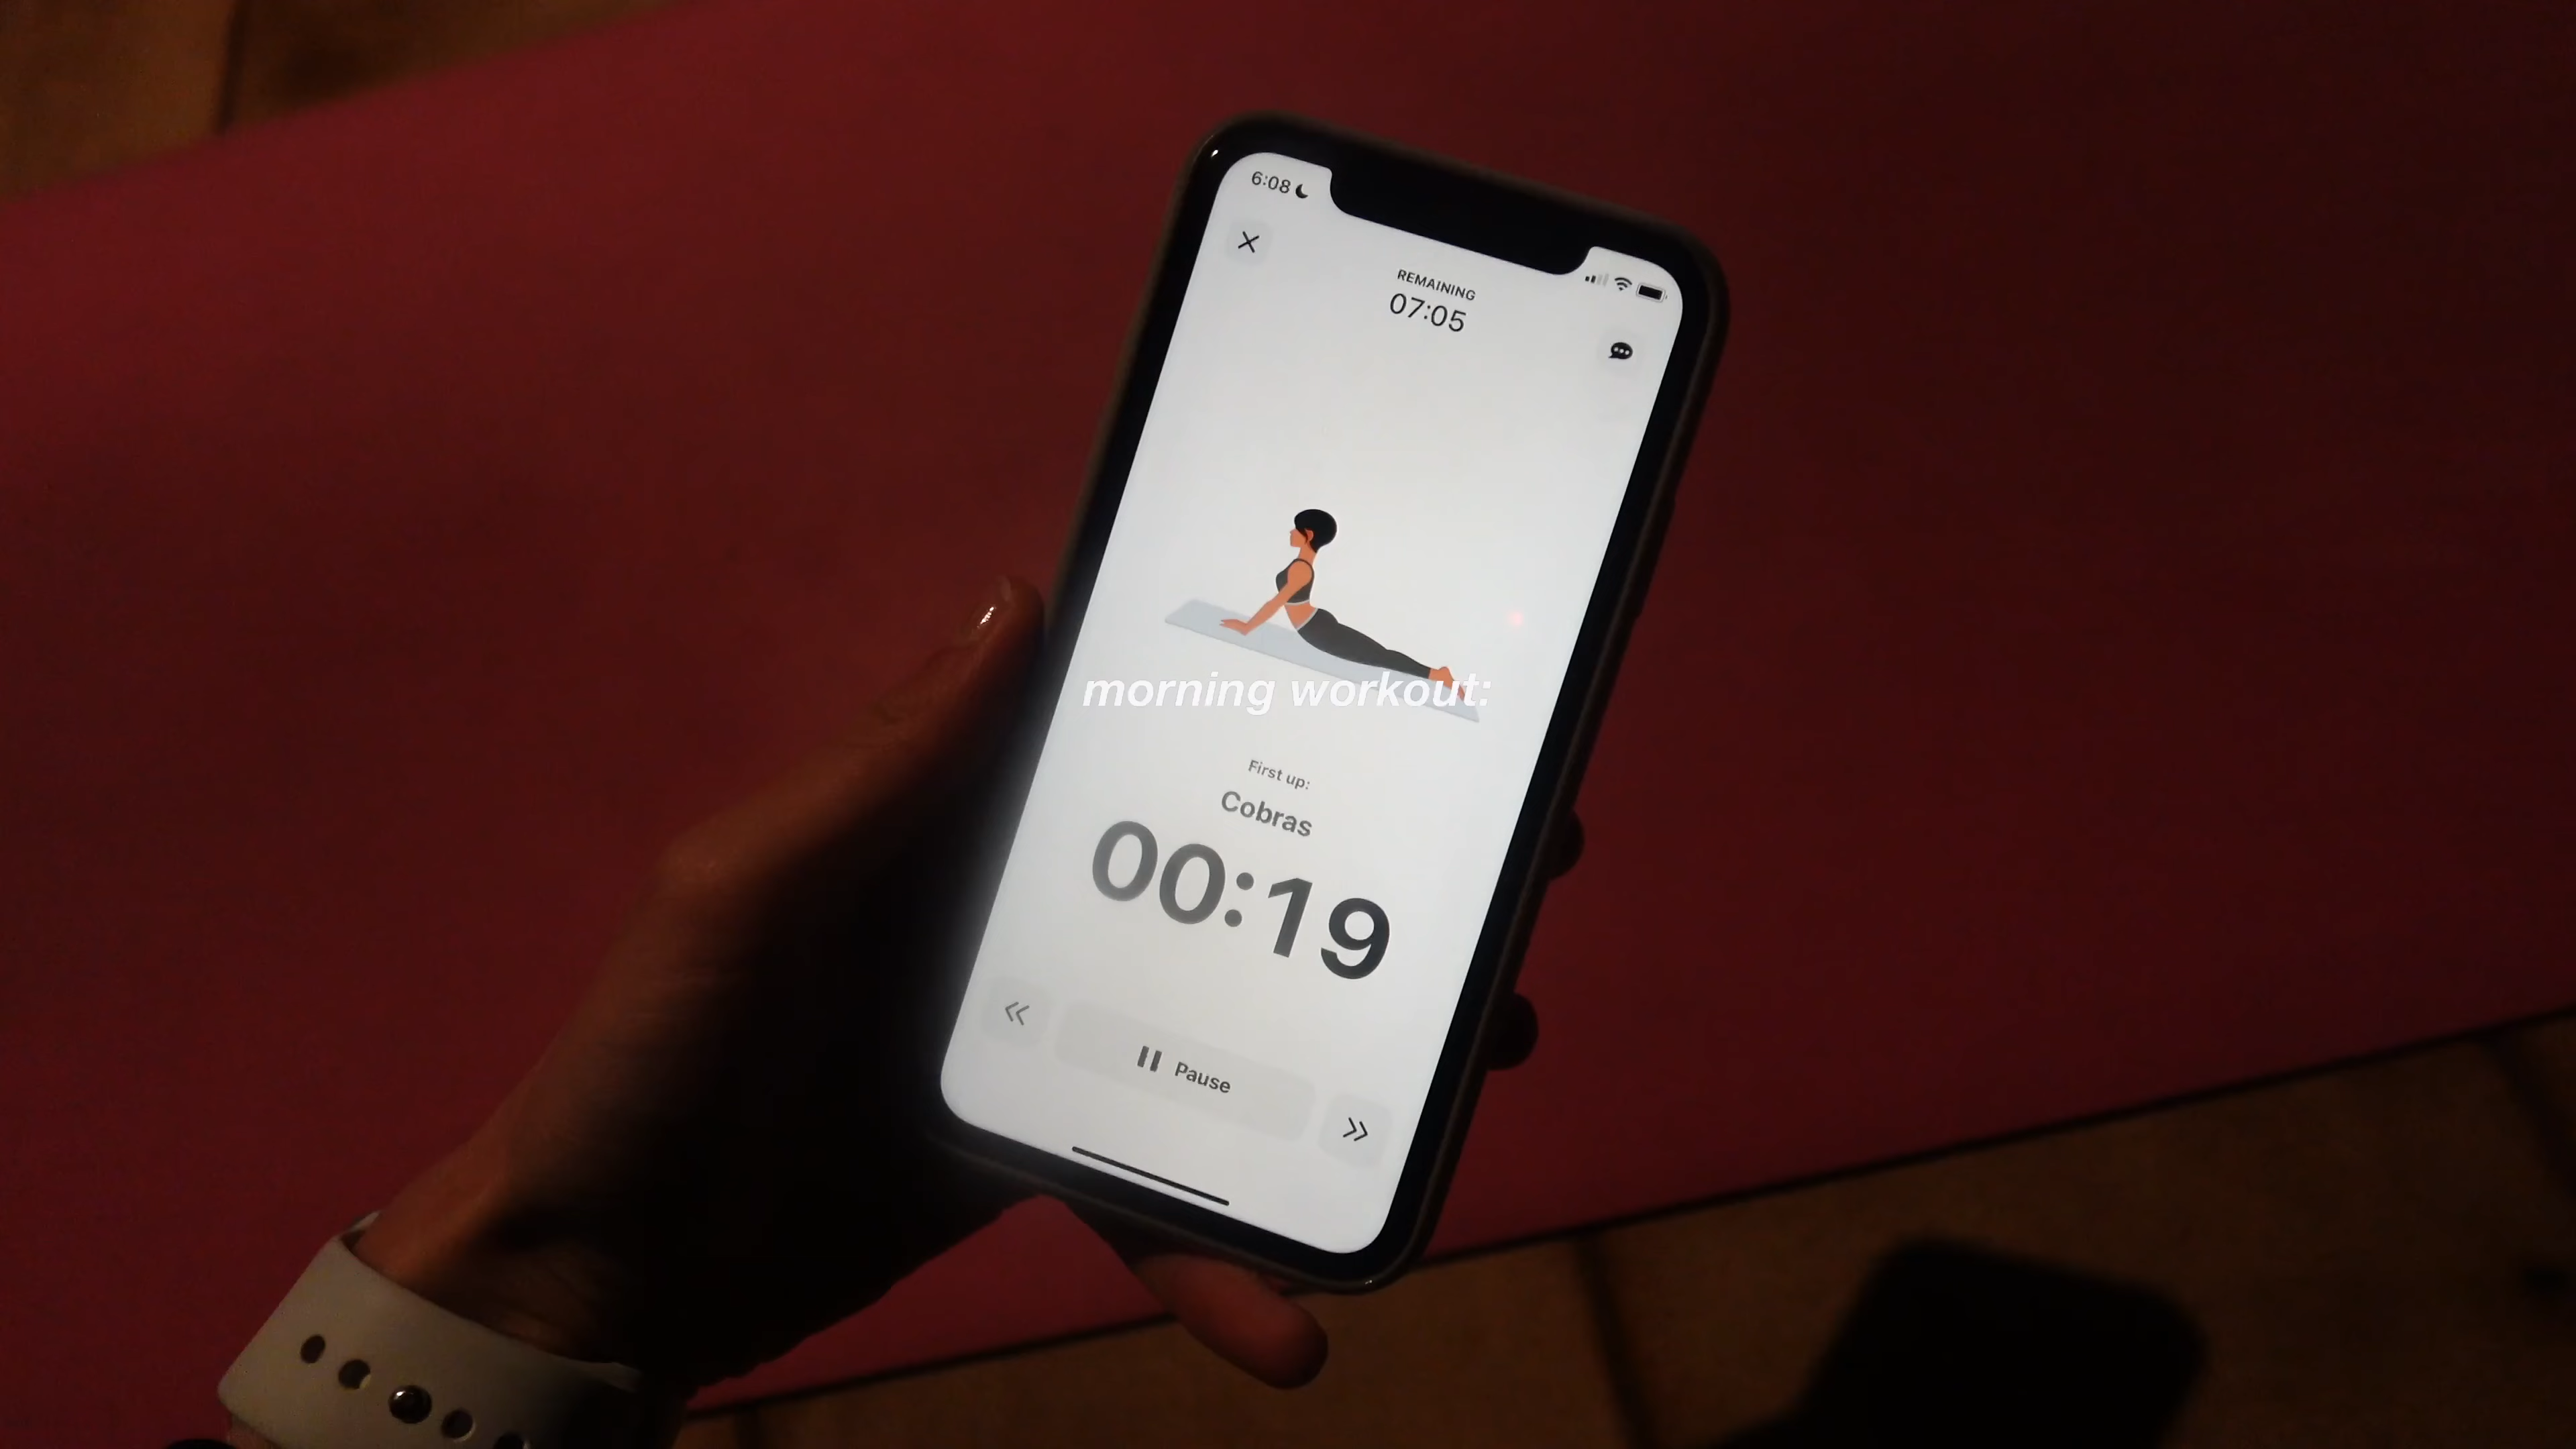 6:08
REMAINING
07:05
morning workout:
First up:
Cobras
00:19
Pause